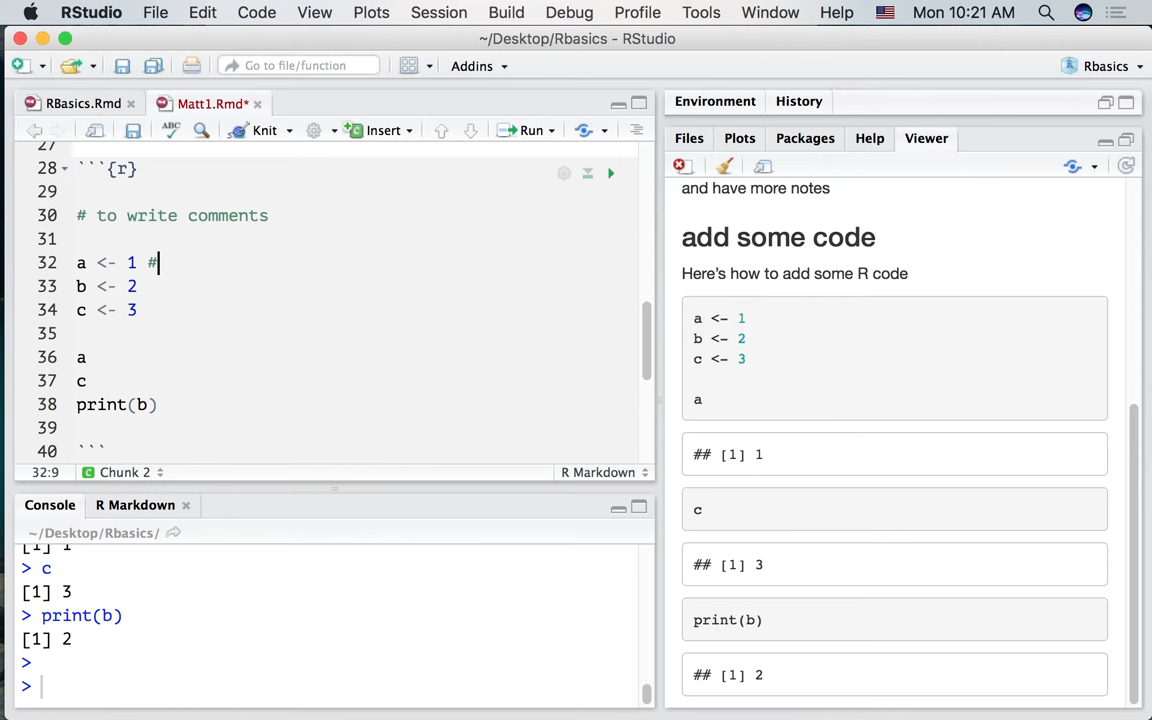 RStudio File Edit Code View Plots Session Build Debug Profile Tools Window Help Mon 10:21 AM
~/Desktop/Rbasics - RStudio
Go to file/function Addins Rbasics
RBasics.Rmd Matt1.Rmd*
ABC Knit Insert Run
27
28 ```{r}
29
30 # to write comments
31
32 a <- 1 #
33 b <- 2
34 c <- 3
35
36 a
37 c
38 print(b)
39
40 ```
32:9 Chunk 2 R Markdown
Console R Markdown
~/Desktop/Rbasics/
[1] 1
> c
[1] 3
> print(b)
[1] 2
>
>
Environment History
Files Plots Packages Help Viewer
and have more notes
add some code
Here's how to add some R code
a <- 1
b <- 2
c <- 3
a
## [1] 1
c
## [1] 3
print(b)
## [1] 2